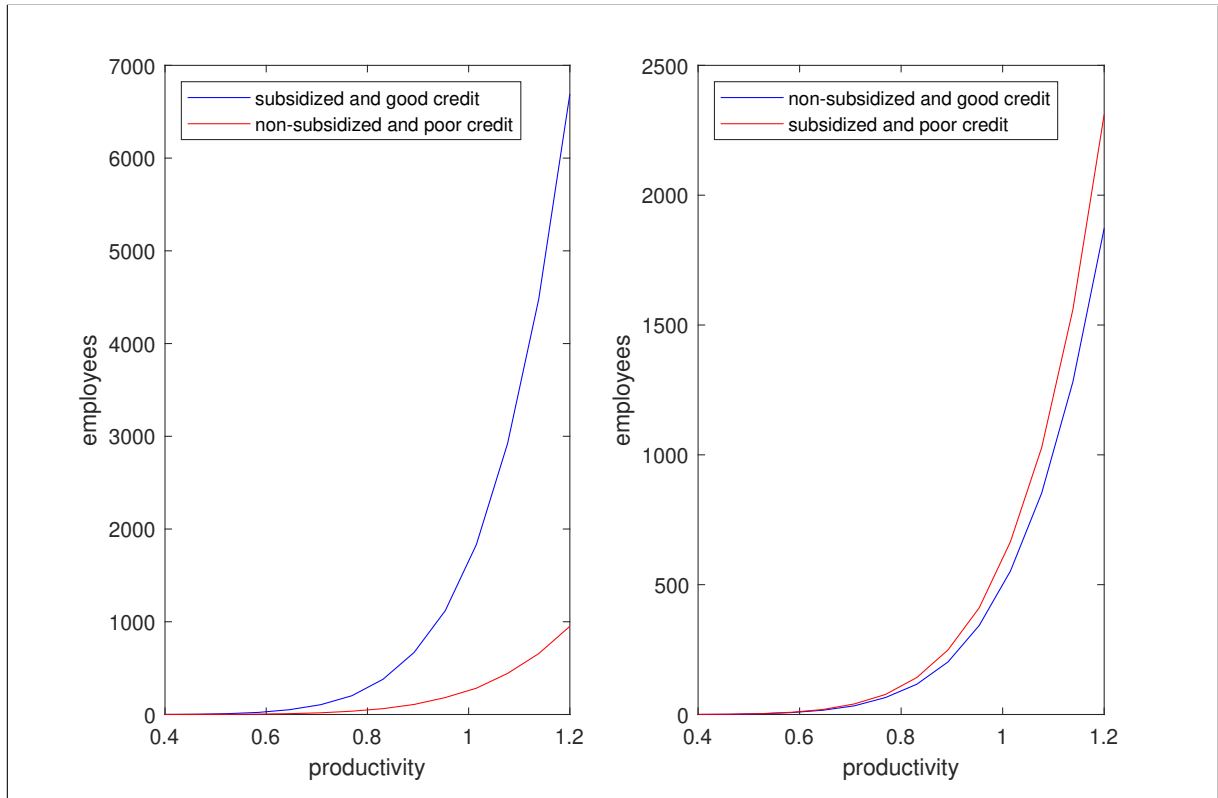 7000
6000
5000
4000
3000
2000
1000
0
employees
subsidized and good credit
non-subsidized and poor credit
0.4 0.6 0.8 1 1.2
productivity
2500
2000
1500
1000
500
0
employees
non-subsidized and good credit
subsidized and poor credit
0.4 0.6 0.8 1 1.2
productivity